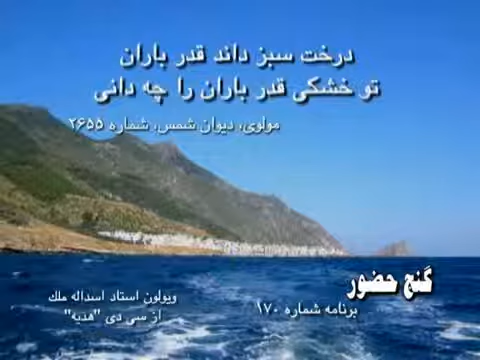 درخت سبز داند قدر باران
تو خشکی قدر باران را چه دانی
مولوی، دیوان شمس، شماره ۲۶۵۵
گنج حضور
برنامه شماره ۱۷۰
ویولون استاد اسداله ملک
از سی دی "هدیه"